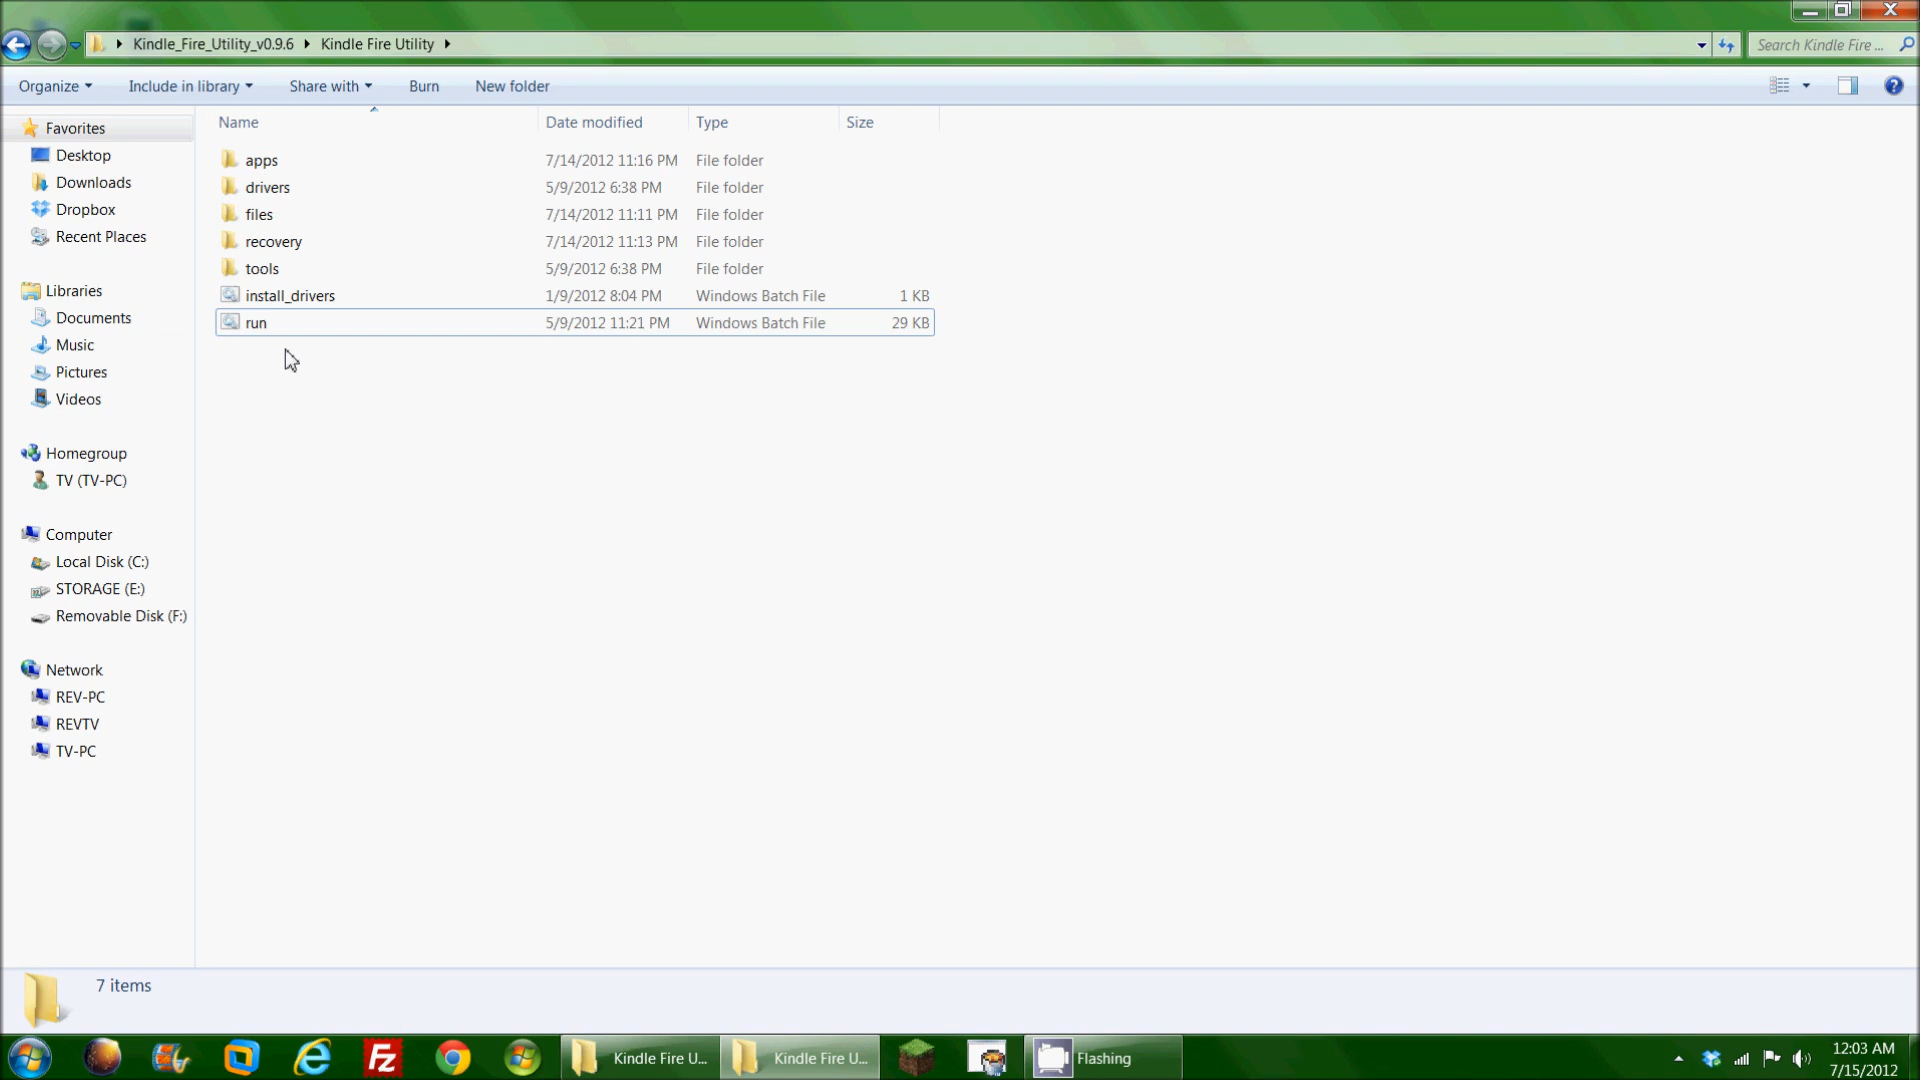 Kindle_Fire_Utility_v0.9.6 Kindle Fire Utility Search Kindle Fire ...
Organize Include in library Share with Burn New folder
Name Date modified Type Size
apps 7/14/2012 11:16 PM File folder
drivers 5/9/2012 6:38 PM File folder
files 7/14/2012 11:11 PM File folder
recovery 7/14/2012 11:13 PM File folder
tools 5/9/2012 6:38 PM File folder
install_drivers 1/9/2012 8:04 PM Windows Batch File 1 KB
run 5/9/2012 11:21 PM Windows Batch File 29 KB
Favorites
Desktop
Downloads
Dropbox
Recent Places
Libraries
Documents
Music
Pictures
Videos
Homegroup
TV (TV-PC)
Computer
Local Disk (C:)
STORAGE (E:)
Removable Disk (F:)
Network
REV-PC
REVTV
TV-PC
7 items
Fz Kindle Fire U... Kindle Fire U... Flashing
12:03 AM
7/15/2012